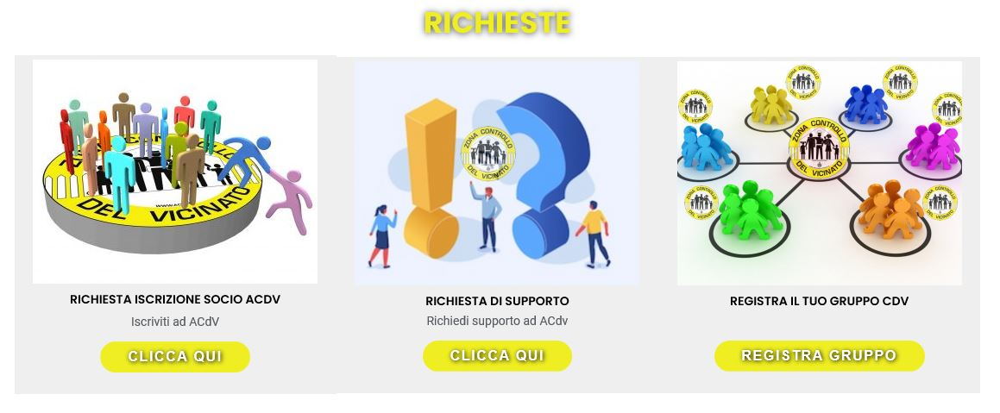 RICHIESTE
DEL VICINATO
ZONA CONTROLLO
DEL VICINATO
ZONA CONTROLLO
DEL VICINATO
RICHIESTA ISCRIZIONE SOCIO ACDV
Iscriviti ad ACdV
CLICCA QUI
RICHIESTA DI SUPPORTO
Richiedi supporto ad ACdv
CLICCA QUI
REGISTRA IL TUO GRUPPO CDV
REGISTRA GRUPPO